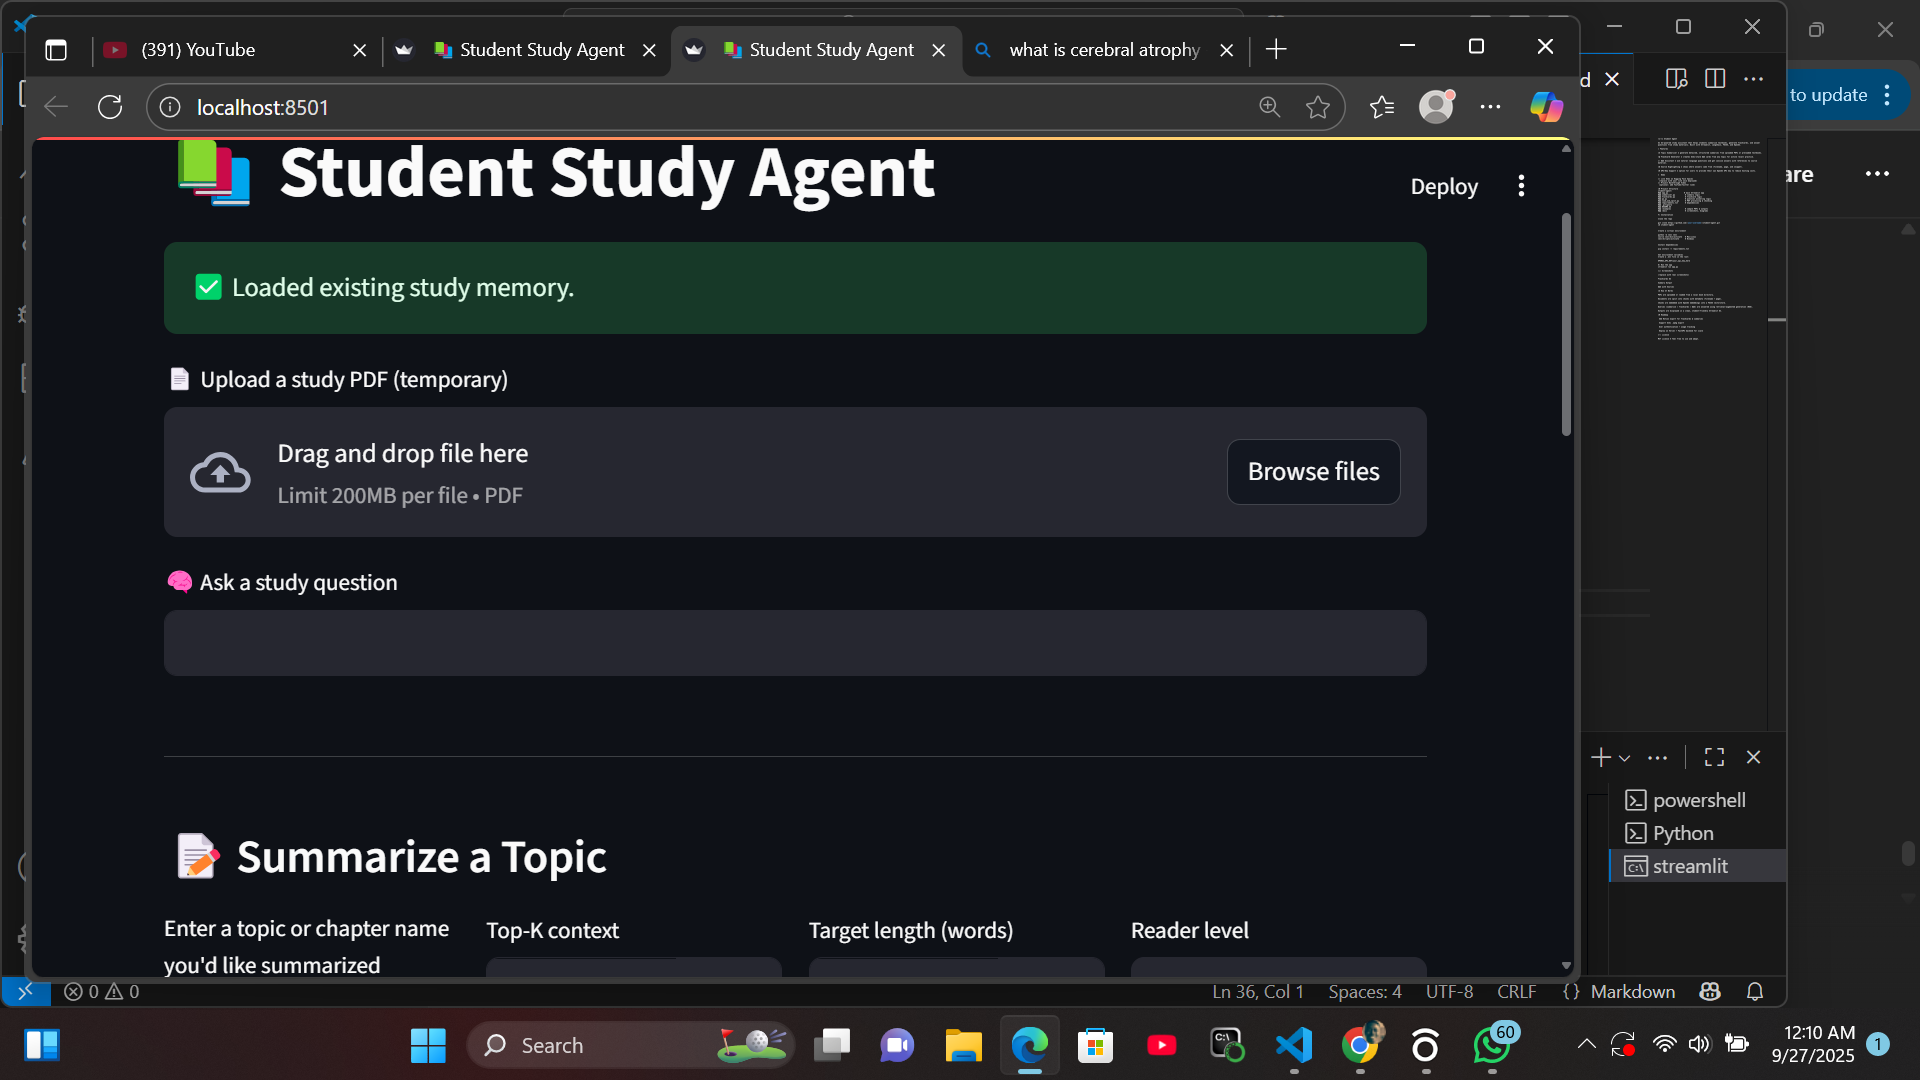 (391) YouTube
Student Study Agent
Student Study Agent
what is cerebral atrophy
localhost:8501
d
to update
Student Study Agent
Deploy
are
Loaded existing study memory.
Upload a study PDF (temporary)
Drag and drop file here
Limit 200MB per file • PDF
Browse files
Ask a study question
Summarize a Topic
Enter a topic or chapter name
you'd like summarized
Top-K context
Target length (words)
Reader level
powershell
Python
streamlit
0 0
Ln 36, Col 1
Spaces: 4
UTF-8
CRLF
{} Markdown
Search
60
12:10 AM
9/27/2025
1